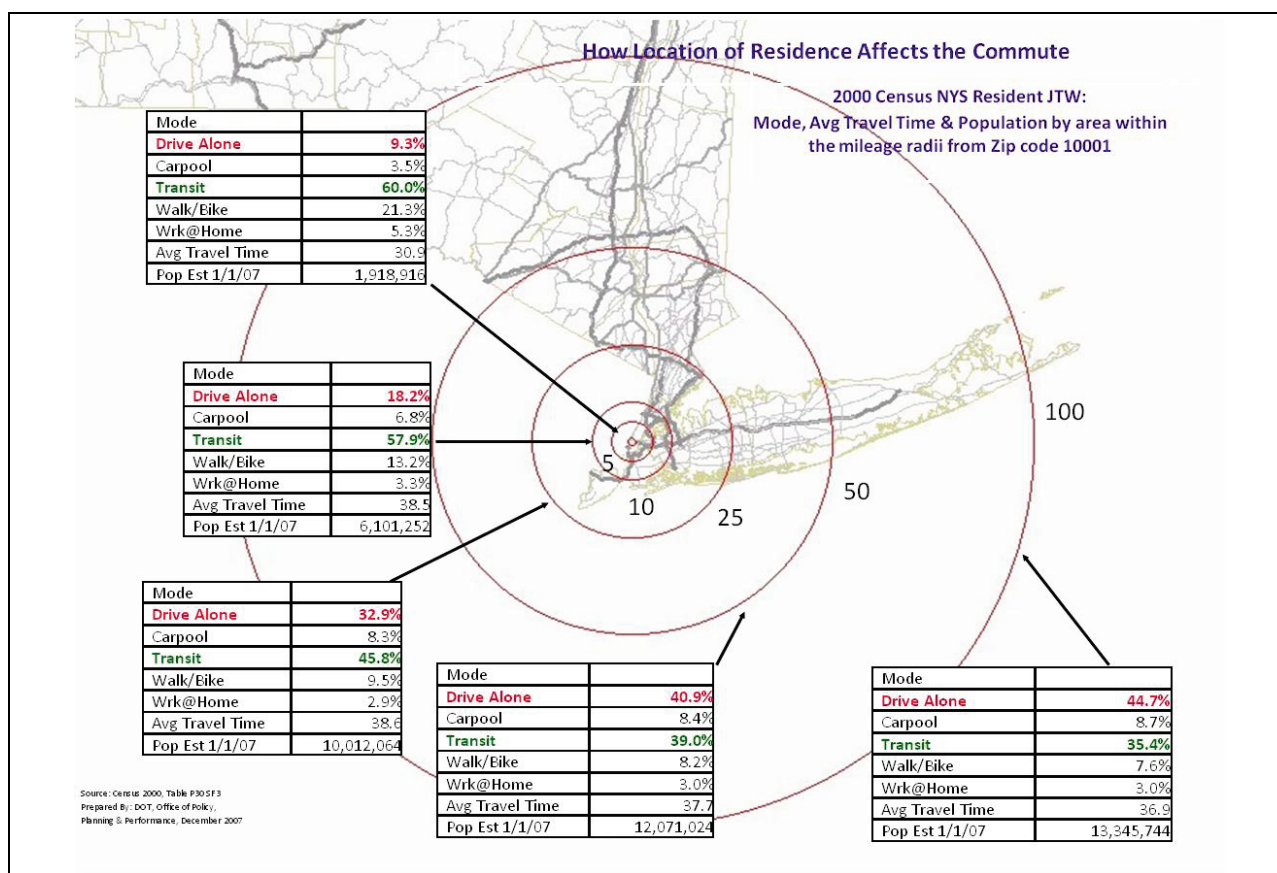 How Location of Residence Affects the Commute
2000 Census NYS Resident JTW:
Mode, Avg Travel Time & Population by area within
the mileage radii from Zip code 10001
Mode
Drive Alone 9.3%
Carpool 3.5%
Transit 60.0%
Walk/Bike 21.3%
Wrk@Home 5.3%
Avg Travel Time 30.9
Pop Est 1/1/07 1,918,916
Mode
Drive Alone 18.2%
Carpool 6.8%
Transit 57.9%
Walk/Bike 13.2%
Wrk@Home 3.3%
Avg Travel Time 38.5
Pop Est 1/1/07 6,101,252
5
10
25
50
100
Mode
Drive Alone 32.9%
Carpool 8.3%
Transit 45.8%
Walk/Bike 9.5%
Wrk@Home 2.9%
Avg Travel Time 38.6
Pop Est 1/1/07 10,012,064
Mode
Drive Alone 40.9%
Carpool 8.4%
Transit 39.0%
Walk/Bike 8.2%
Wrk@Home 3.0%
Avg Travel Time 37.7
Pop Est 1/1/07 12,071,024
Mode
Drive Alone 44.7%
Carpool 8.7%
Transit 35.4%
Walk/Bike 7.6%
Wrk@Home 3.0%
Avg Travel Time 36.9
Pop Est 1/1/07 13,345,744
Source: Census 2000, Table P30 SF3
Prepared By: DOT, Office of Policy,
Planning & Performance, December 2007